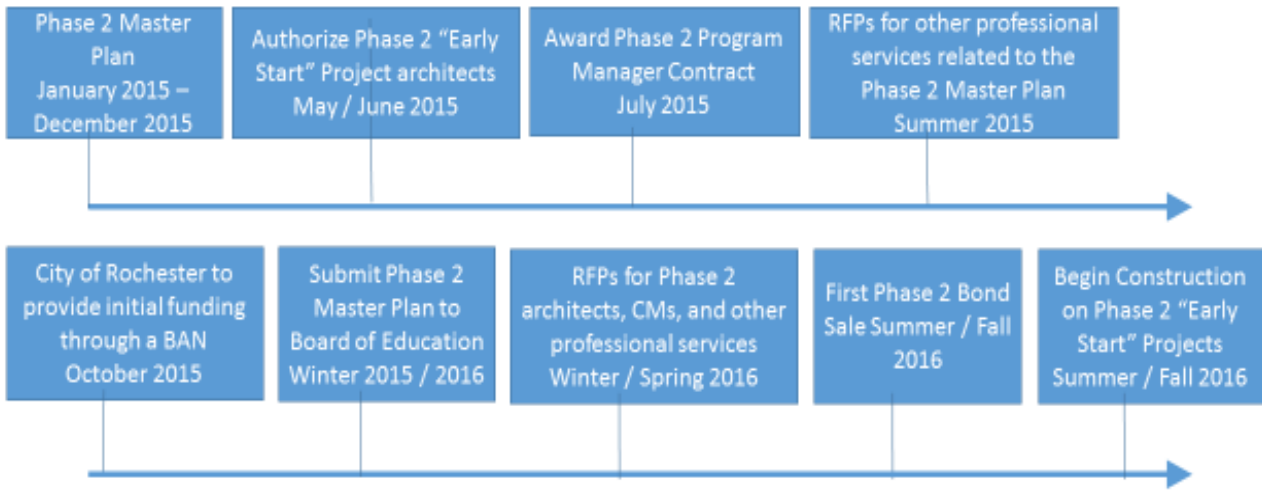 Phase 2 Master
Plan
January 2015 –
December 2015
Authorize Phase 2 “Early
Start” Project architects
May / June 2015
Award Phase 2 Program
Manager Contract
July 2015
RFPs for other professional
services related to the
Phase 2 Master Plan
Summer 2015
City of Rochester to
provide initial funding
through a BAN
October 2015
Submit Phase 2
Master Plan to
Board of Education
Winter 2015 / 2016
RFPs for Phase 2
architects, CMs, and other
professional services
Winter / Spring 2016
First Phase 2 Bond
Sale Summer / Fall
2016
Begin Construction
on Phase 2 “Early
Start” Projects
Summer / Fall 2016